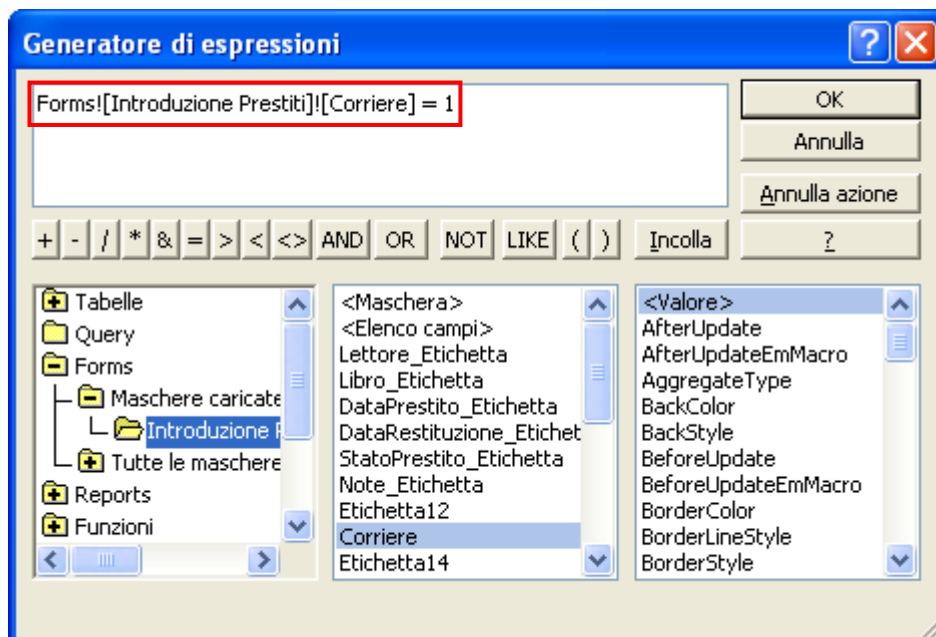 Generatore di espressioni
Forms![Introduzione Prestiti]![Corriere] = 1
OK
Annulla
Annulla azione
+ - / * & = > < <> AND OR NOT LIKE ( ) Incolla ?
Tabelle
Query
Forms
Maschere caricate
Introduzione
Tutte le maschere
Reports
Funzioni
<Maschera>
<Elenco campi>
Lettore_Etichetta
Libro_Etichetta
DataPrestito_Etichetta
DataRestituzione_Etichet
StatoPrestito_Etichetta
Note_Etichetta
Etichetta12
Corriere
Etichetta14
<Valore>
AfterUpdate
AfterUpdateEmMacro
AggregateType
BackColor
BackStyle
BeforeUpdate
BeforeUpdateEmMacro
BorderColor
BorderLineStyle
BorderStyle